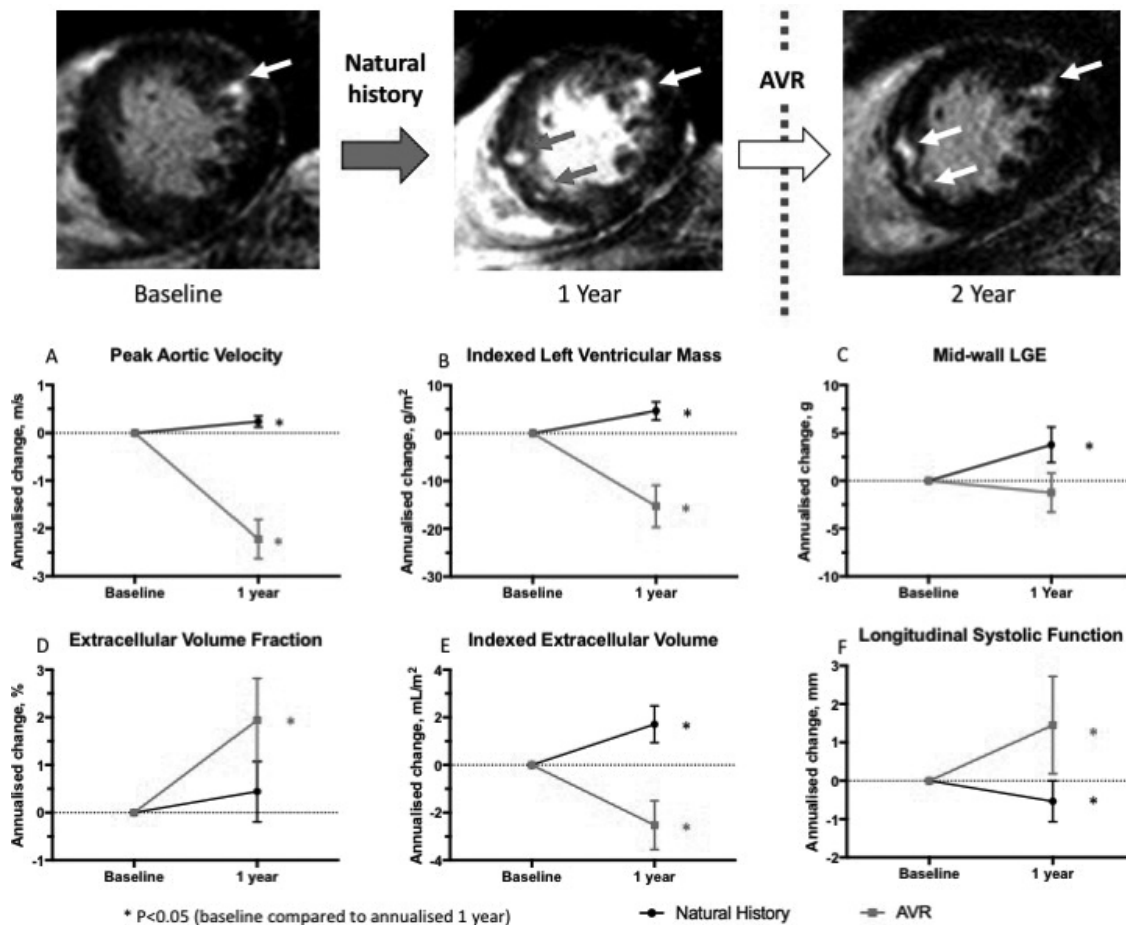 Natural
history
AVR
Baseline
1 Year
2 Year
A Peak Aortic Velocity
Annualised change, m/s
1
0
-1
-2
-3
Baseline
1 year
*
*
B Indexed Left Ventricular Mass
Annualised change, g/m²
20
10
0
-10
-20
-30
Baseline
1 year
*
*
C Mid-wall LGE
Annualised change, g
10
5
0
-5
-10
Baseline
1 Year
*
D Extracellular Volume Fraction
Annualised change, %
3
2
1
0
-1
Baseline
1 year
*
E Indexed Extracellular Volume
Annualised change, mL/m²
4
2
0
-2
-4
Baseline
1 year
*
*
F Longitudinal Systolic Function
Annualised change, mm
3
2
1
0
-1
-2
Baseline
1 year
*
*
* P<0.05 (baseline compared to annualised 1 year)
Natural History
AVR